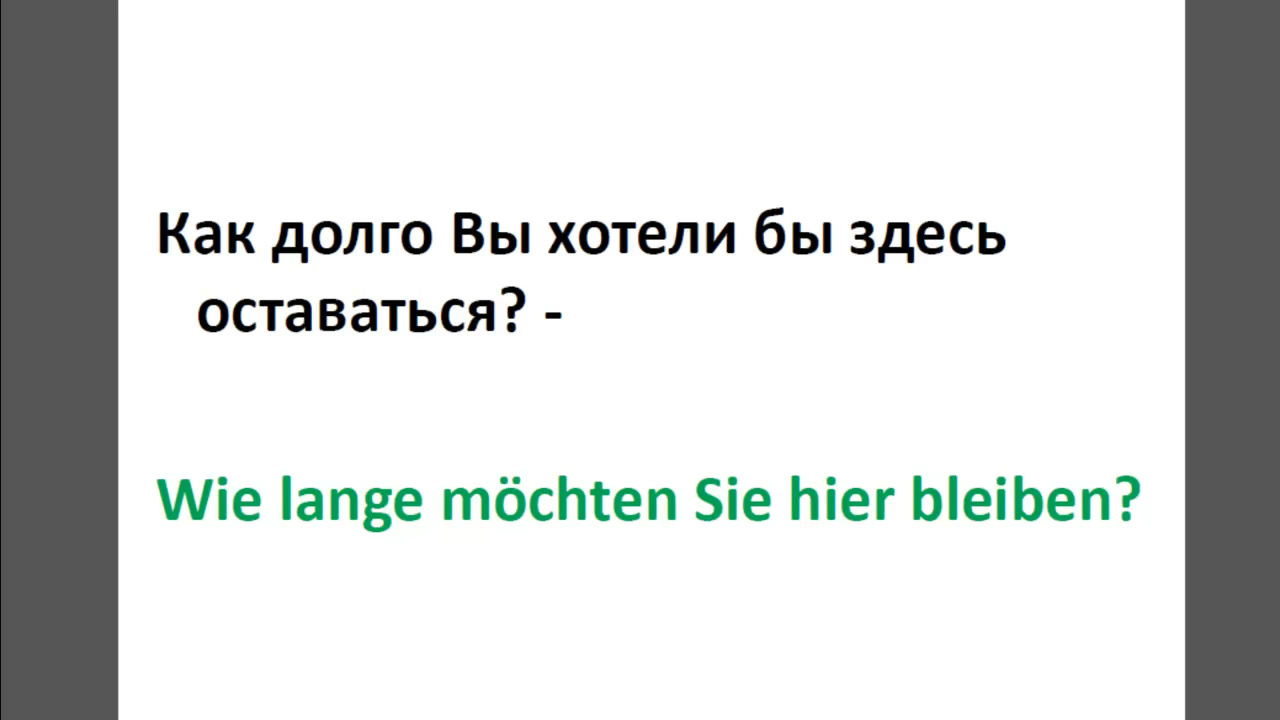 Как долго Вы хотели бы здесь
оставаться? -
Wie lange möchten Sie hier bleiben?